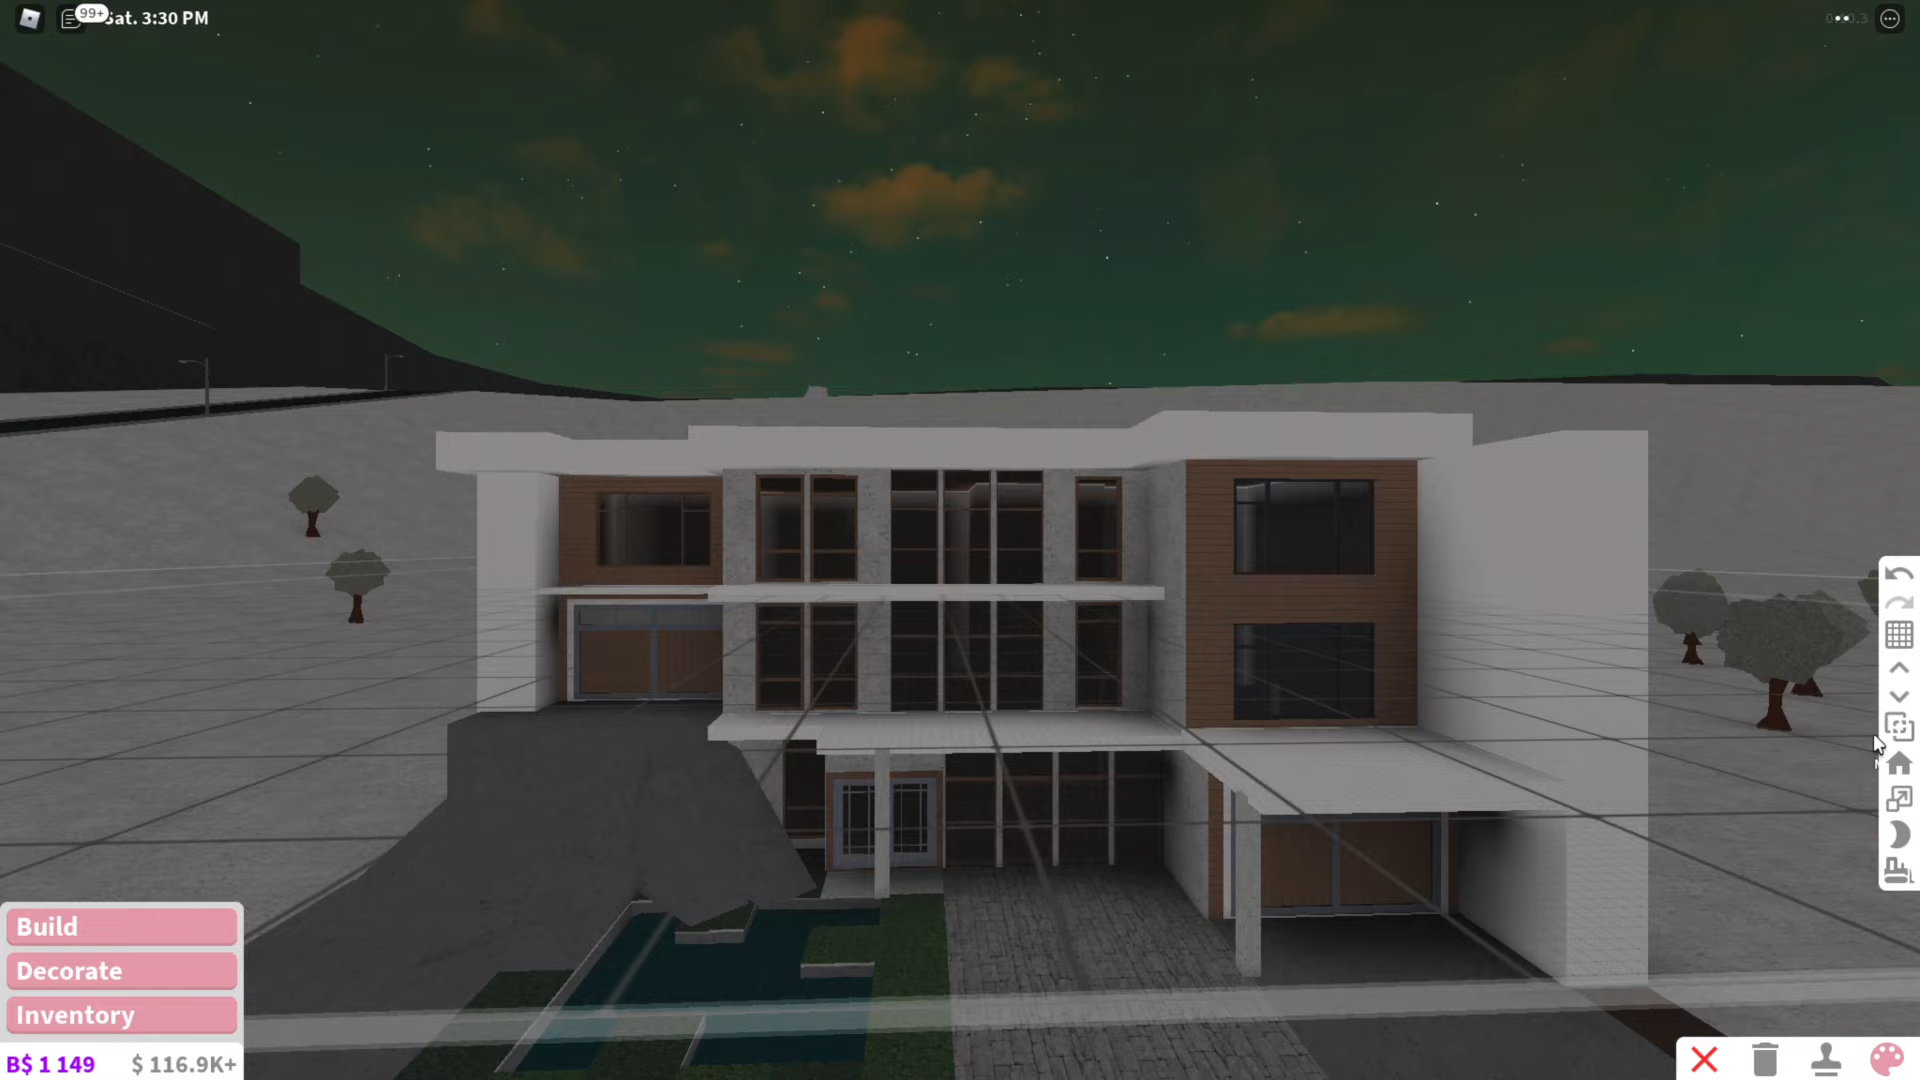 99+
Sat. 3:30 PM
Build
Decorate
Inventory
B$ 1 149
$ 116.9K+